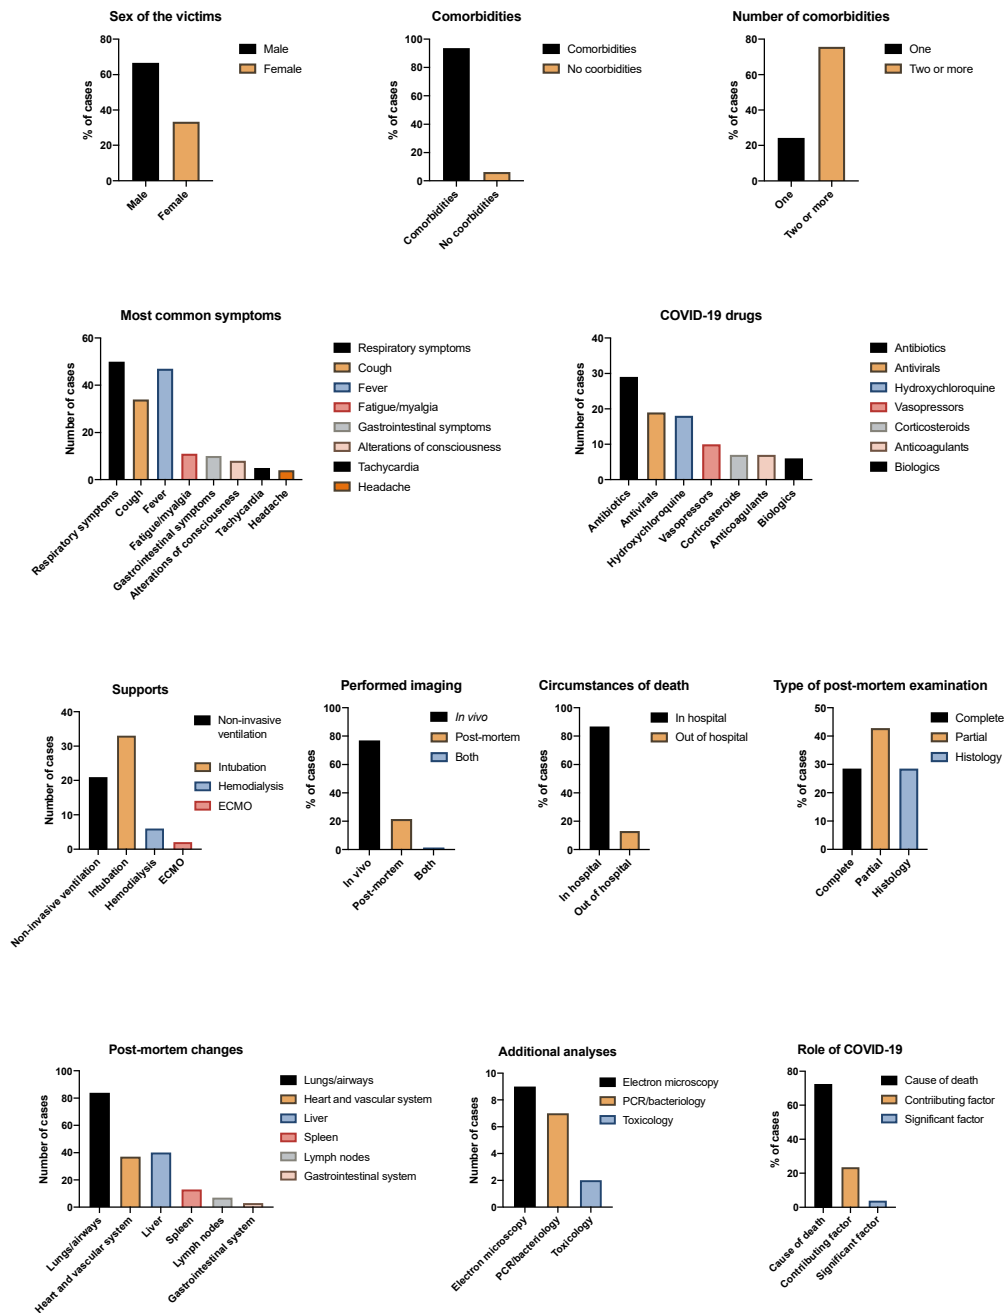 Sex of the victims
% of cases
80
60
40
20
0
Male
Female
Male
Female
Comorbidities
% of cases
100
80
60
40
20
0
Comorbidities
No coorbidities
Comorbidities
No coorbidities
Number of comorbidities
% of cases
80
60
40
20
0
One
Two or more
One
Two or more
Most common symptoms
Number of cases
60
40
20
0
Respiratory symptoms
Cough
Fever
Fatigue/myalgia
Gastrointestinal symptoms
Alterations of consciousness
Tachycardia
Headache
Respiratory symptoms
Cough
Fever
Fatigue/myalgia
Gastrointestinal symptoms
Alterations of consciousness
Tachycardia
Headache
COVID-19 drugs
Number of cases
40
30
20
10
0
Antibiotics
Antivirals
Hydroxychloroquine
Vasopressors
Corticosteroids
Anticoagulants
Biologics
Antibiotics
Antivirals
Hydroxychloroquine
Vasopressors
Corticosteroids
Anticoagulants
Biologics
Supports
Number of cases
40
30
20
10
0
Non-invasive ventilation
Intubation
Hemodialysis
ECMO
Non-invasive
ventilation
Intubation
Hemodialysis
ECMO
Performed imaging
% of cases
100
80
60
40
20
0
In vivo
Post-mortem
Both
In vivo
Post-mortem
Both
Circumstances of death
% of cases
100
80
60
40
20
0
In hospital
Out of hospital
In hospital
Out of hospital
Type of post-mortem examination
% of cases
50
40
30
20
10
0
Complete
Partial
Histology
Complete
Partial
Histology
Post-mortem changes
Number of cases
100
80
60
40
20
0
Lungs/airways
Heart and vascular system
Liver
Spleen
Lymph nodes
Gastrointestinal system
Lungs/airways
Heart and vascular system
Liver
Spleen
Lymph nodes
Gastrointestinal system
Additional analyses
Number of cases
10
8
6
4
2
0
Electron microscopy
PCR/bacteriology
Toxicology
Electron microscopy
PCR/bacteriology
Toxicology
Role of COVID-19
% of cases
80
60
40
20
0
Cause of death
Contributing factor
Significant factor
Cause of death
Contriibuting factor
Significant factor